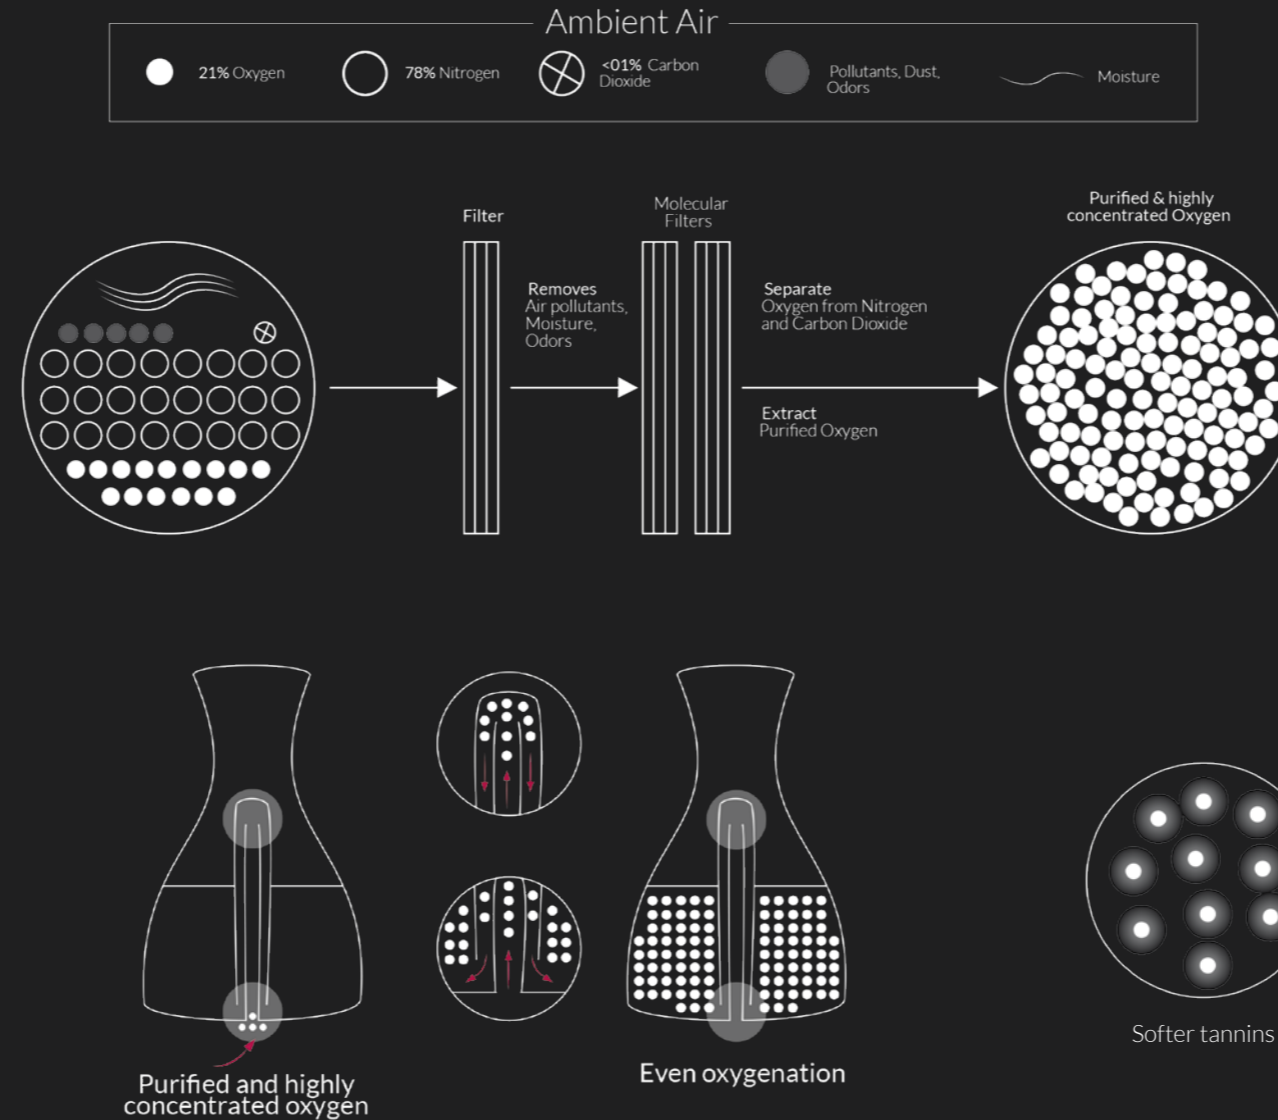 Ambient Air
21% Oxygen
78% Nitrogen
<01% Carbon
Dioxide
Pollutants, Dust,
Odors
Moisture
Filter
Removes
Air pollutants,
Moisture,
Odors
Molecular
Filters
Separate
Oxygen from Nitrogen
and Carbon Dioxide
Extract
Purified Oxygen
Purified & highly
concentrated Oxygen
Purified and highly
concentrated oxygen
Even oxygenation
Softer tannins